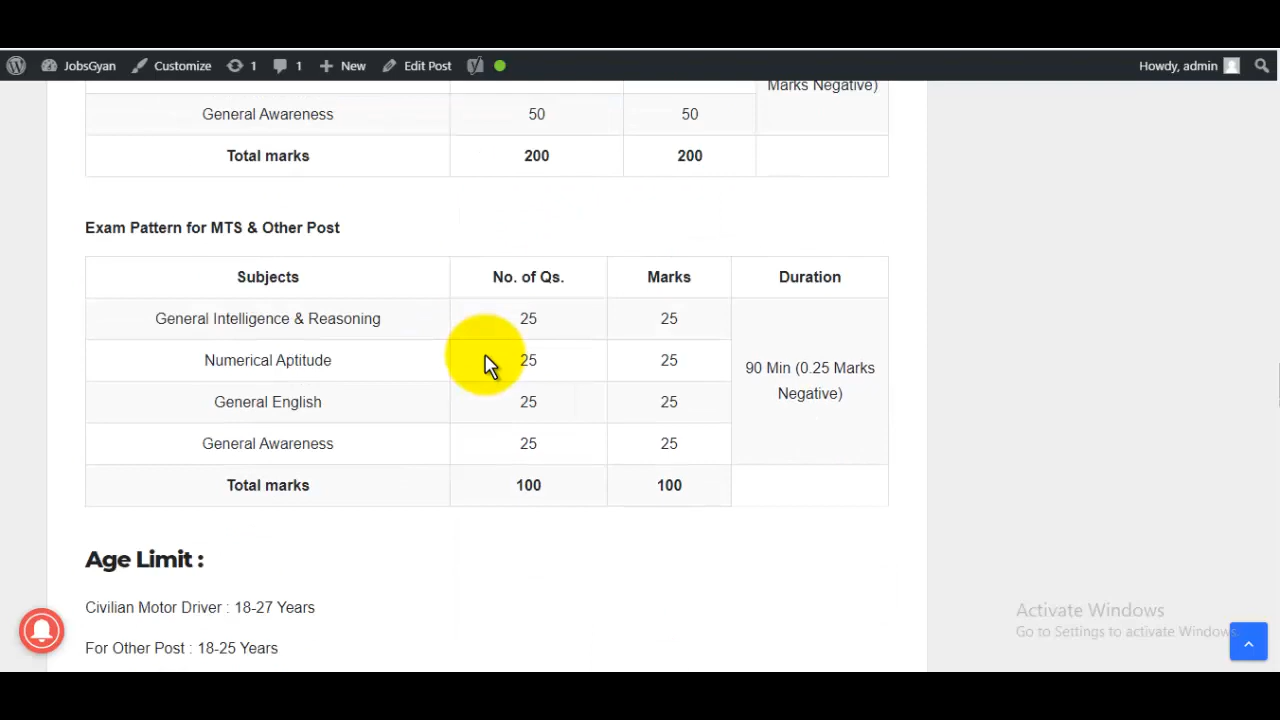 JobsGyan Customize 1 1 New Edit Post Howdy, admin
Marks Negative)
General Awareness 50 50
Total marks 200 200
Exam Pattern for MTS & Other Post
Subjects No. of Qs. Marks Duration
General Intelligence & Reasoning 25 25
Numerical Aptitude 25 25
90 Min (0.25 Marks
Negative)
General English 25 25
General Awareness 25 25
Total marks 100 100
Age Limit :
Civilian Motor Driver : 18-27 Years
For Other Post : 18-25 Years
Activate Windows
Go to Settings to activate Windows.